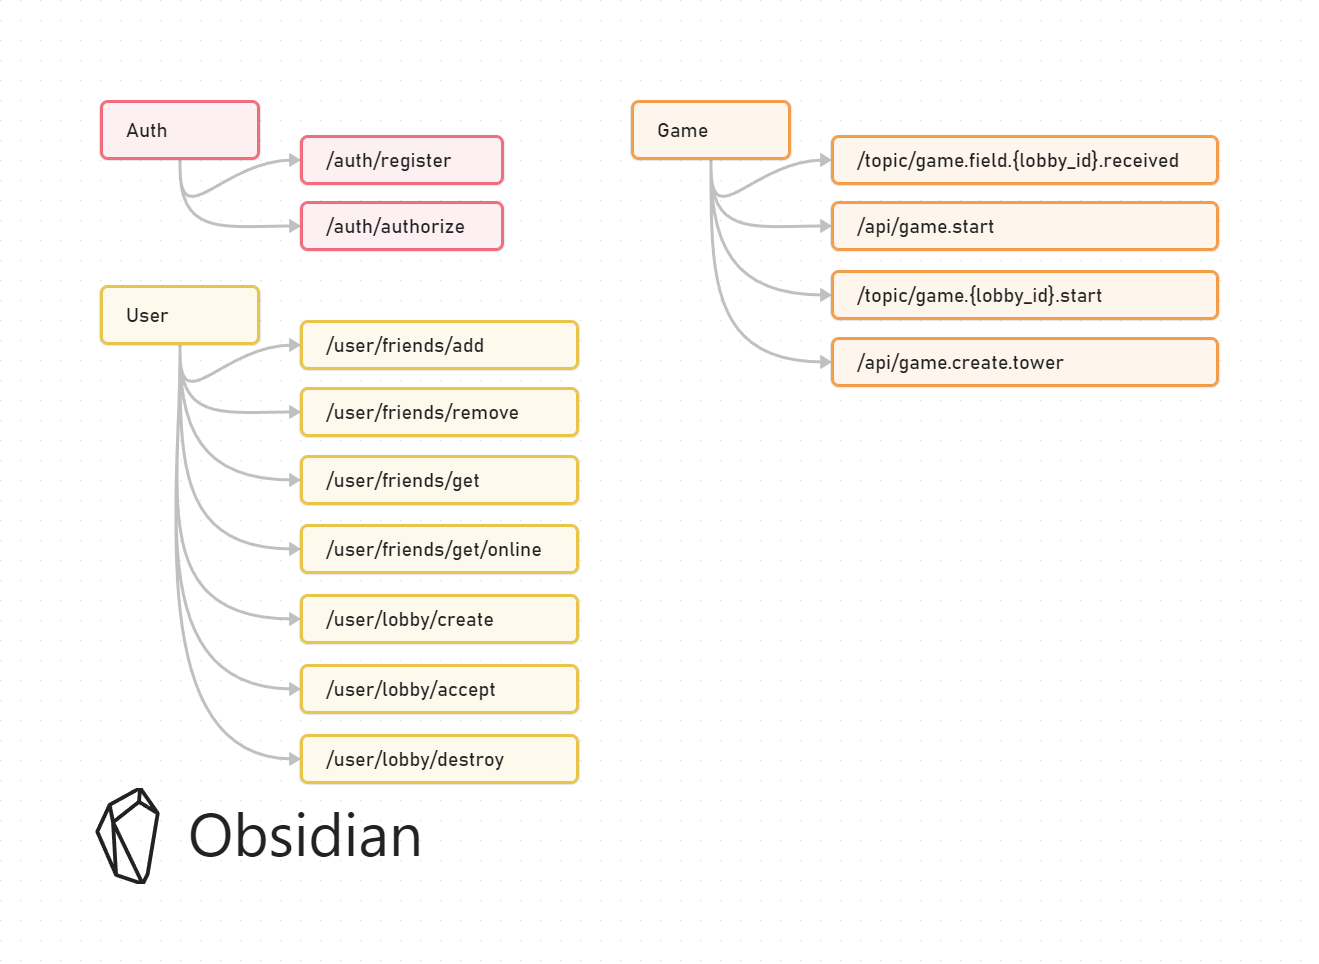 Auth
/auth/register
/auth/authorize
User
/user/friends/add
/user/friends/remove
/user/friends/get
/user/friends/get/online
/user/lobby/create
/user/lobby/accept
/user/lobby/destroy
Game
/topic/game.field.{lobby_id}.received
/api/game.start
/topic/game.{lobby_id}.start
/api/game.create.tower
Obsidian